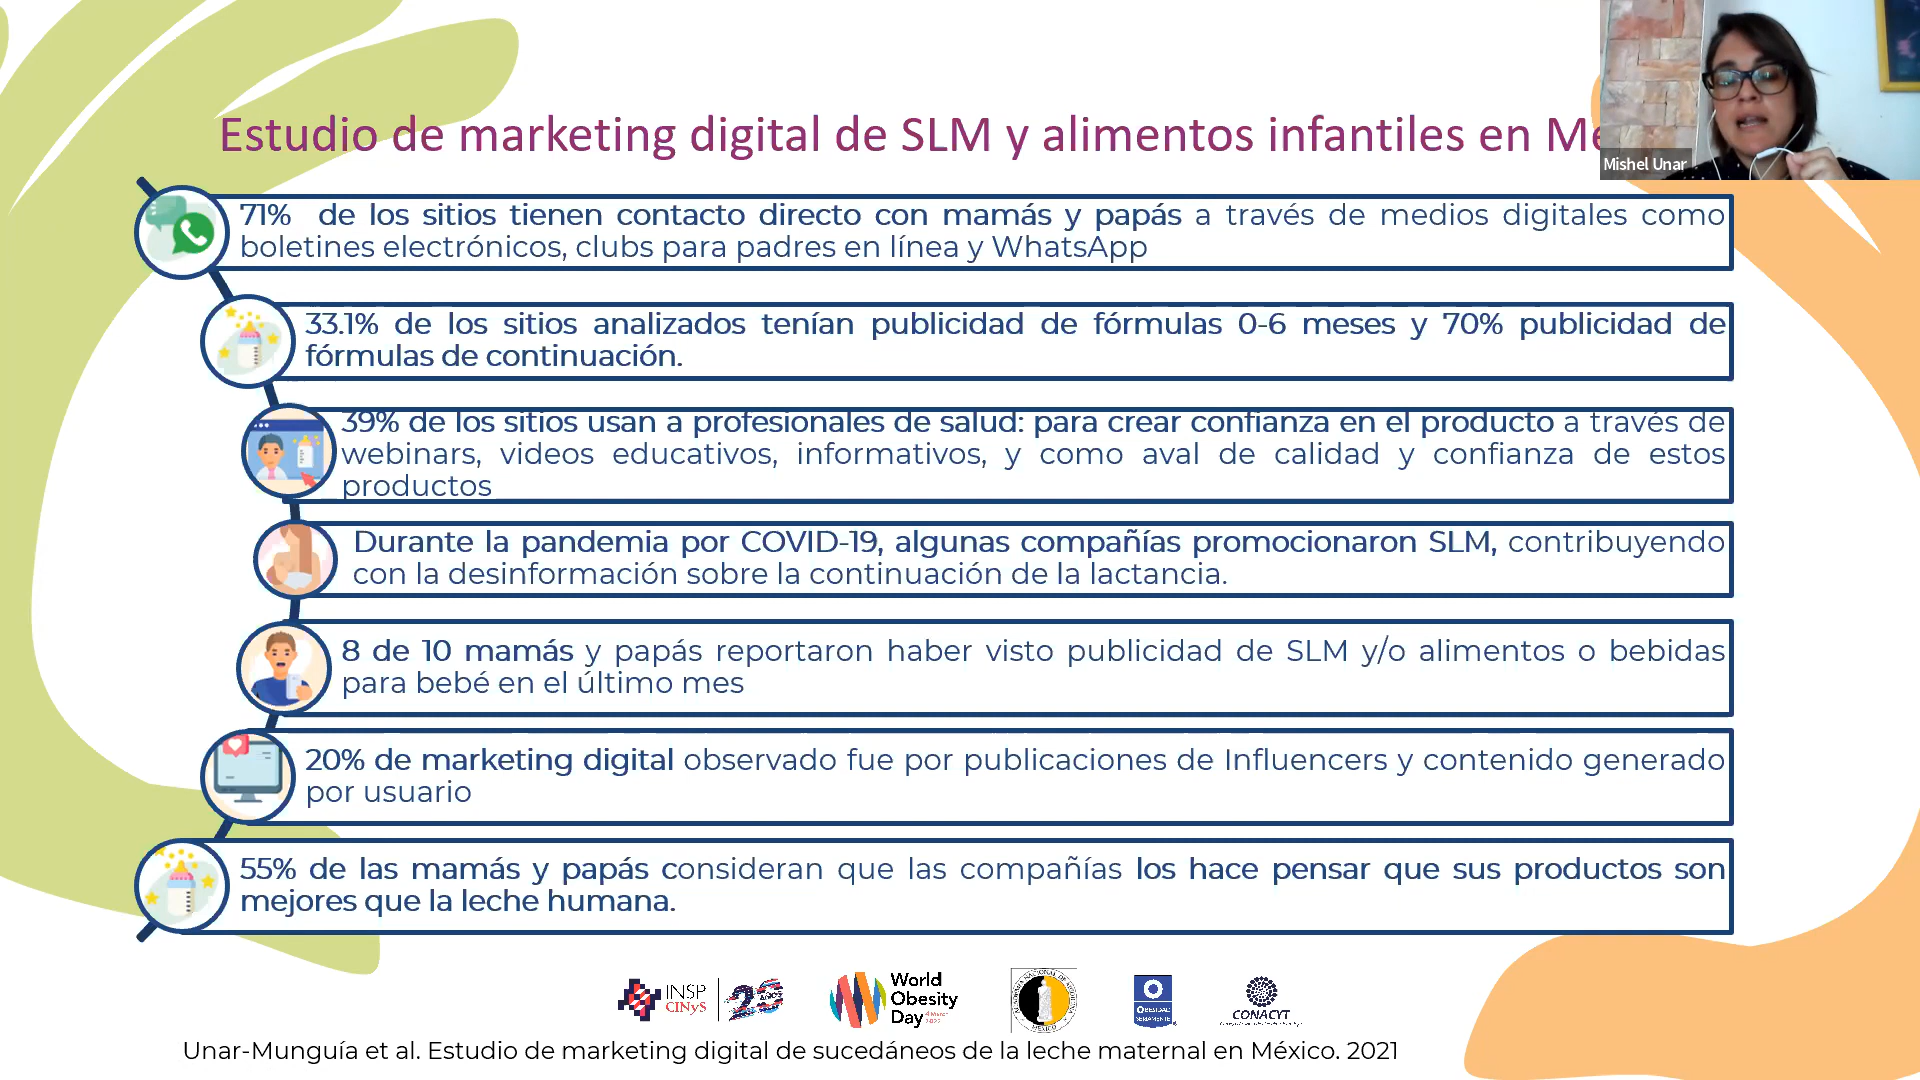 Estudio de marketing digital de SLM y alimentos infantiles en Mé
Mishel Unar
71% de los sitios tienen contacto directo con mamás y papás a través de medios digitales como
boletines electrónicos, clubs para padres en línea y WhatsApp
33.1% de los sitios analizados tenían publicidad de fórmulas 0-6 meses y 70% publicidad de
fórmulas de continuación.
39% de los sitios usan a profesionales de salud: para crear confianza en el producto a través de
webinars, videos educativos, informativos, y como aval de calidad y confianza de estos
productos
Durante la pandemia por COVID-19, algunas compañías promocionaron SLM, contribuyendo
con la desinformación sobre la continuación de la lactancia.
8 de 10 mamás y papás reportaron haber visto publicidad de SLM y/o alimentos o bebidas
para bebé en el último mes
20% de marketing digital observado fue por publicaciones de Influencers y contenido generado
por usuario
55% de las mamás y papás consideran que las compañías los hace pensar que sus productos son
mejores que la leche humana.
INSP
CINyS
World
Obesity
Day
OBESIDAD
CONACYT
Unar-Munguía et al. Estudio de marketing digital de sucedáneos de la leche maternal en México. 2021